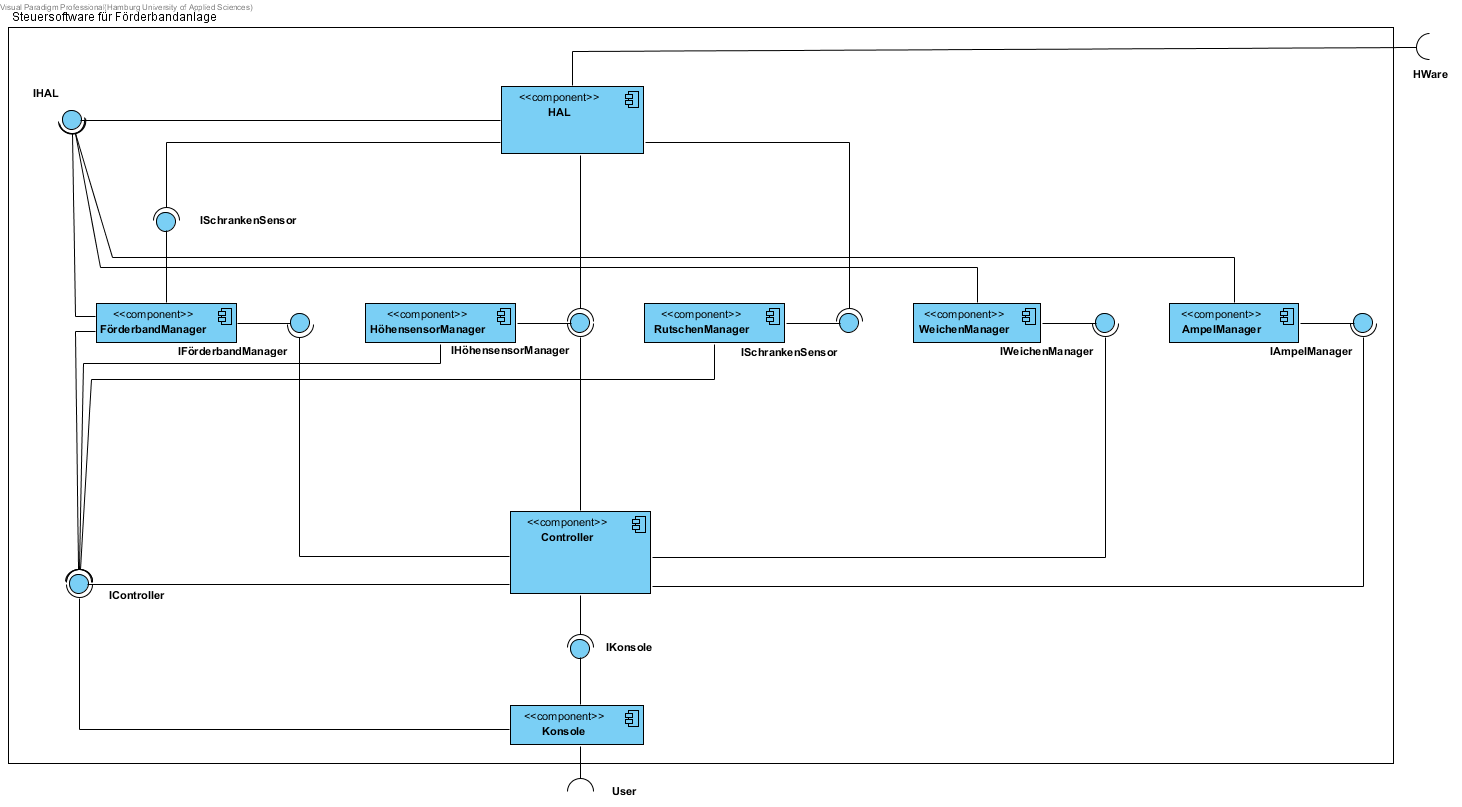 Visual Paradigm Professional(Hamburg University of Applied Sciences)
Steuersoftware für Förderbandanlage
HWare
IHAL
<<component>>
HAL
ISchrankenSensor
<<component>>
FörderbandManager
<<component>>
HöhensensorManager
<<component>>
RutschenManager
<<component>>
WeichenManager
<<component>>
AmpelManager
IFörderbandManager
IHöhensensorManager
ISchrankenSensor
IWeichenManager
IAmpelManager
<<component>>
Controller
IController
IKonsole
<<component>>
Konsole
User